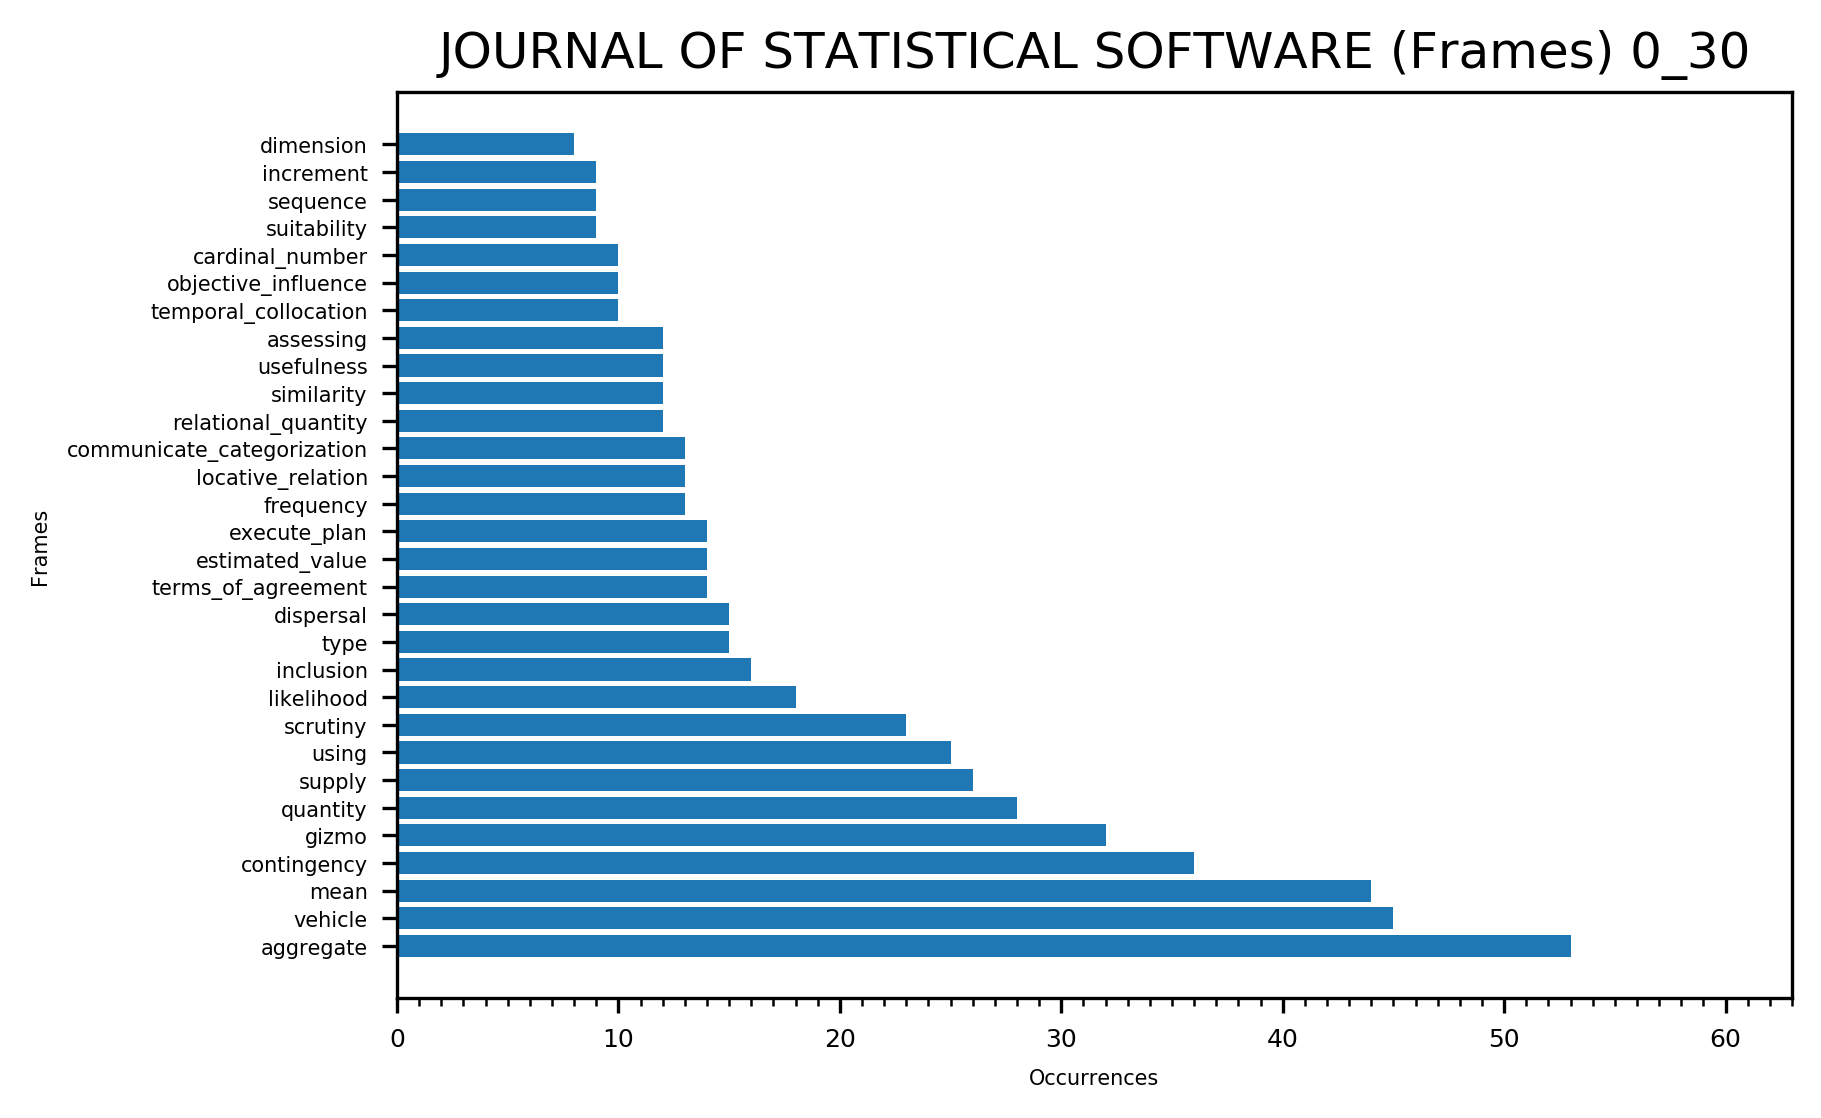 JOURNAL OF STATISTICAL SOFTWARE (Frames) 0_30
dimension
increment
sequence
suitability
cardinal_number
objective_influence
temporal_collocation
assessing
usefulness
similarity
relational_quantity
communicate_categorization
locative_relation
frequency
execute_plan
estimated_value
terms_of_agreement
dispersal
type
inclusion
likelihood
scrutiny
using
supply
quantity
gizmo
contingency
mean
vehicle
aggregate
Frames
0 10 20 30 40 50 60
Occurrences